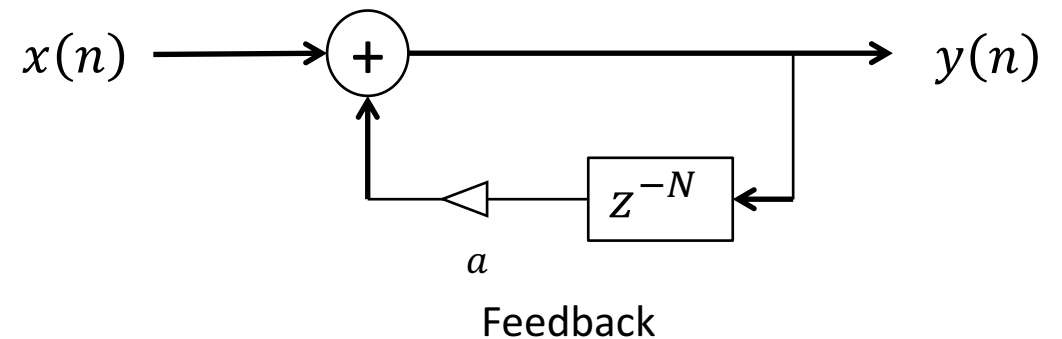 x(n) + y(n)
z^{-N}
a
Feedback